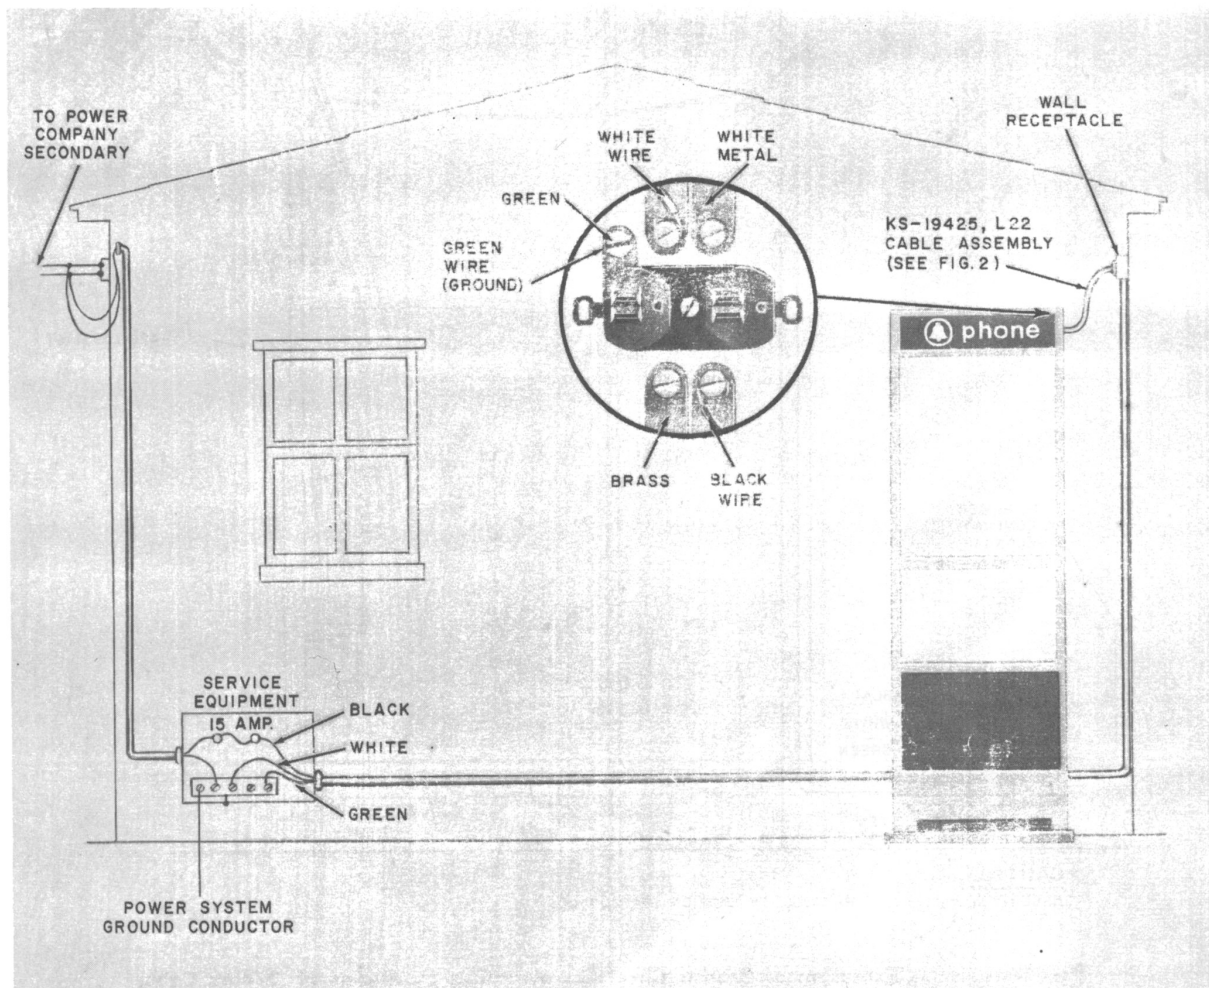 TO POWER
COMPANY
SECONDARY
WHITE
WIRE
WHITE
METAL
WALL
RECEPTACLE
GREEN
GREEN
WIRE
(GROUND)
KS-19425, L22
CABLE ASSEMBLY
(SEE FIG. 2)
phone
BRASS
BLACK
WIRE
SERVICE
EQUIPMENT
15 AMP.
BLACK
WHITE
GREEN
POWER SYSTEM
GROUND CONDUCTOR